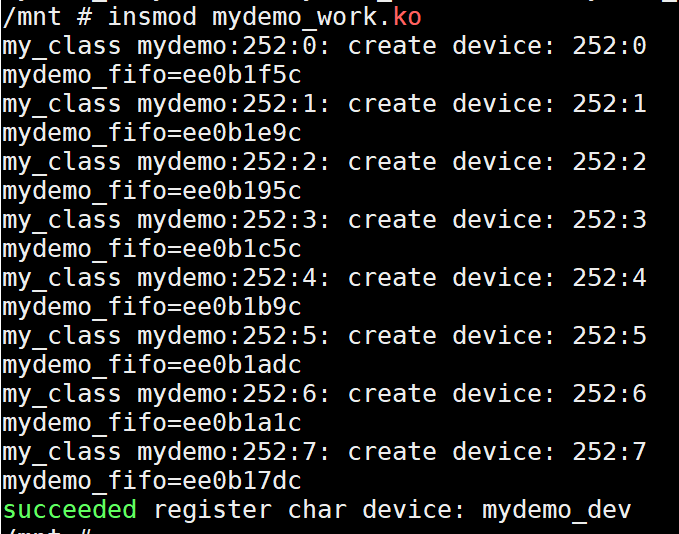 /mnt # insmod mydemo_work.ko
my_class mydemo:252:0: create device: 252:0
mydemo_fifo=ee0b1f5c
my_class mydemo:252:1: create device: 252:1
mydemo_fifo=ee0b1e9c
my_class mydemo:252:2: create device: 252:2
mydemo_fifo=ee0b195c
my_class mydemo:252:3: create device: 252:3
mydemo_fifo=ee0b1c5c
my_class mydemo:252:4: create device: 252:4
mydemo_fifo=ee0b1b9c
my_class mydemo:252:5: create device: 252:5
mydemo_fifo=ee0b1adc
my_class mydemo:252:6: create device: 252:6
mydemo_fifo=ee0b1a1c
my_class mydemo:252:7: create device: 252:7
mydemo_fifo=ee0b17dc
succeeded register char device: mydemo_dev
/mnt #